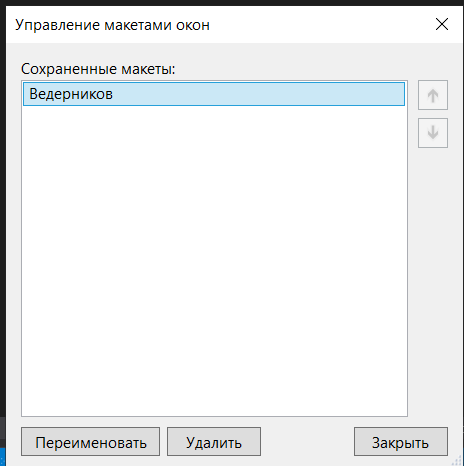 Управление макетами окон
Сохраненные макеты:
Ведерников
Переименовать
Удалить
Закрыть